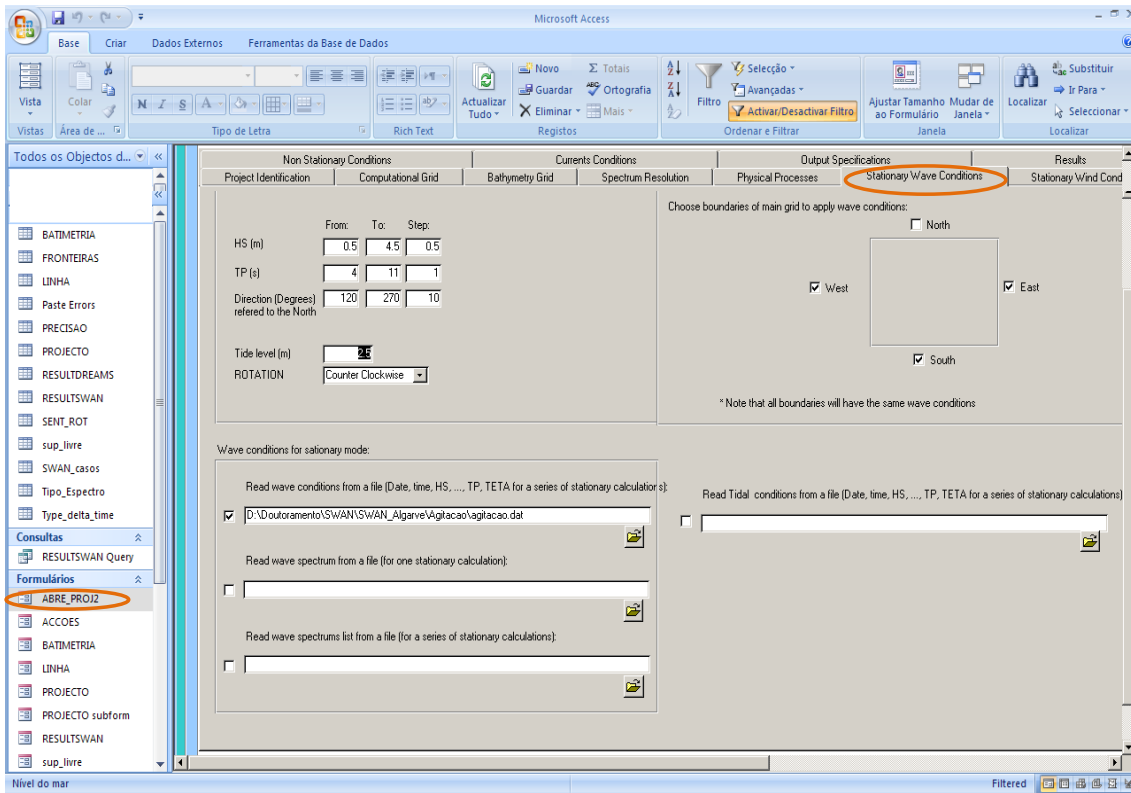 Microsoft Access
Base Criar Dados Externos Ferramentas da Base de Dados
Vista
Vistas
Colar
Área de ...
N I S A
Tipo de Letra
ab
Rich Text
Actualizar Tudo
Novo
Guardar
Eliminar
Σ Totais
ABC Ortografia
Mais
Registos
Filtro
Selecção
Avançadas
Activar/Desactivar Filtro
Ordenar e Filtrar
Ajustar Tamanho ao Formulário
Mudar de Janela
Janela
Localizar
Substituir
Ir Para
Seleccionar
Localizar
Todos os Objectos d...
BATIMETRIA
FRONTEIRAS
LINHA
Paste Errors
PRECISAO
PROJECTO
RESULTDREAMS
RESULTSWAN
SENT_ROT
sup_livre
SWAN_casos
Tipo_Espectro
Type_delta_time
Consultas
RESULTSWAN Query
Formulários
ABRE_PROJ2
ACCOES
BATIMETRIA
LINHA
PROJECTO
PROJECTO subform
RESULTSWAN
sup_livre
Non Stationary Conditions Currents Conditions Output Specifications Results
Project Identification Computational Grid Bathymetry Grid Spectrum Resolution Physical Processes Stationary Wave Conditions Stationary Wind Cond
From: To: Step:
HS (m) 0.5 4.5 0.5
TP (s) 4 11 1
Direction (Degrees) 120 270 10
refered to the North
Tide level (m) 2.5
ROTATION Counter Clockwise
Choose boundaries of main grid to apply wave conditions:
North
West
East
South
* Note that all boundaries will have the same wave conditions
Wave conditions for sationary mode:
Read wave conditions from a file (Date, time, HS, ..., TP, TETA for a series of stationary calculations):
D:\Doutoramento\SWAN\SWAN_Algarve\Agitacao\agitacao.dat
Read wave spectrum from a file (for one stationary calculation):
Read wave spectrums list from a file (for a series of stationary calculations):
Read Tidal conditions from a file (Date, time, HS, ..., TP, TETA for a series of stationary calculations)
Nível do mar
Filtered